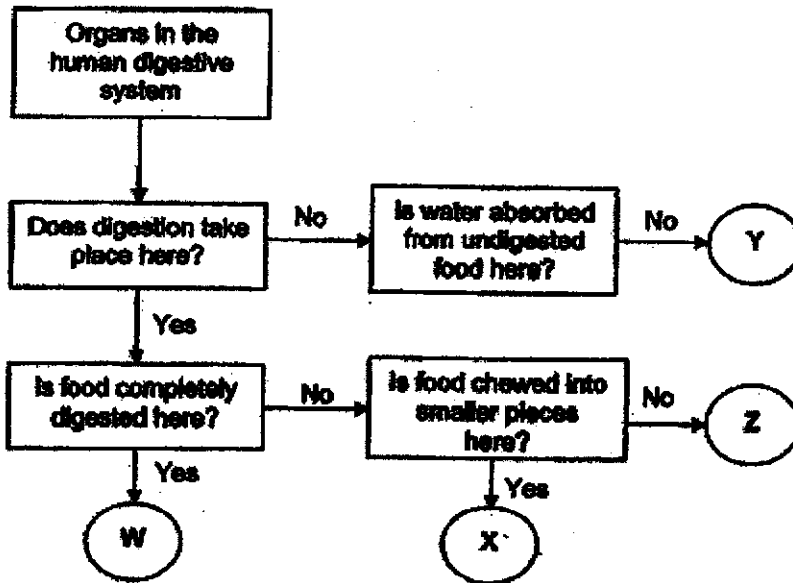 Organs in the
human digestive
system
Does digestion take
place here?
No
Is water absorbed
from undigested
food here?
No
Y
Yes
Is food completely
digested here?
No
Is food chewed into
smaller pieces
here?
No
Z
Yes
W
Yes
X